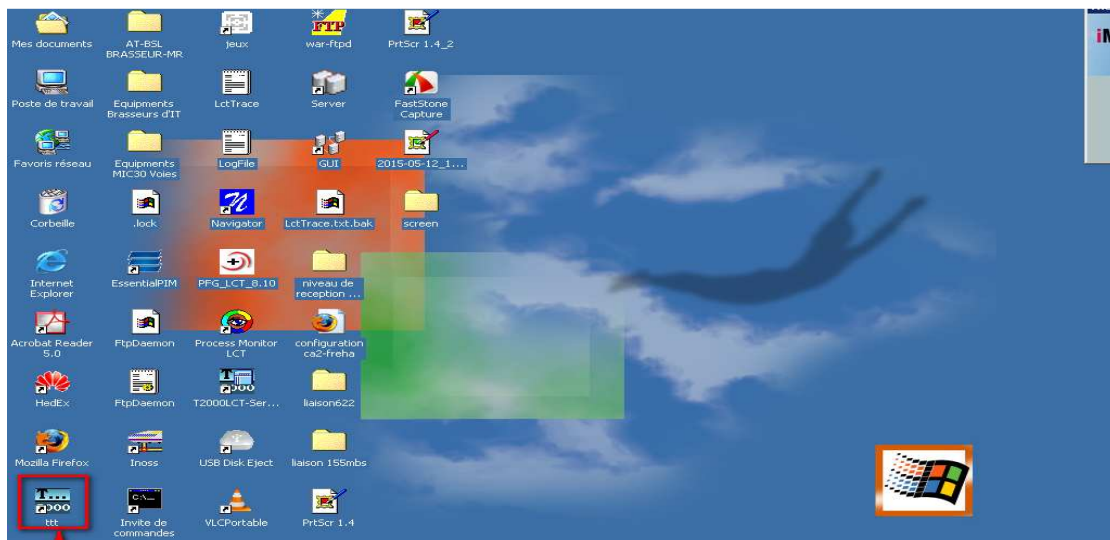 Mes documents
AT-BSL
BRASSEUR-MR
jeux
FTP
war-ftpd
PrtScr 1.4_2
Poste de travail
Equipments
Brasseurs d'IT
LctTrace
Server
FastStone
Capture
Favoris réseau
Equipments
MIC30 Voies
LogFile
GUI
2015-05-12_1...
Corbeille
.lock
Navigator
LctTrace.txt.bak
screen
Internet
Explorer
EssentialPIM
PFG_LCT_8.10
niveau de
reception ...
Acrobat Reader
5.0
FtpDaemon
Process Monitor
LCT
configuration
ca2-freha
HedEx
FtpDaemon
T2000LCT-Ser...
liaison622
Mozilla Firefox
Inoss
USB Disk Eject
liaison 155mbs
T...
ttt
C:\_
Invite de
commandes
VLCPortable
PrtScr 1.4